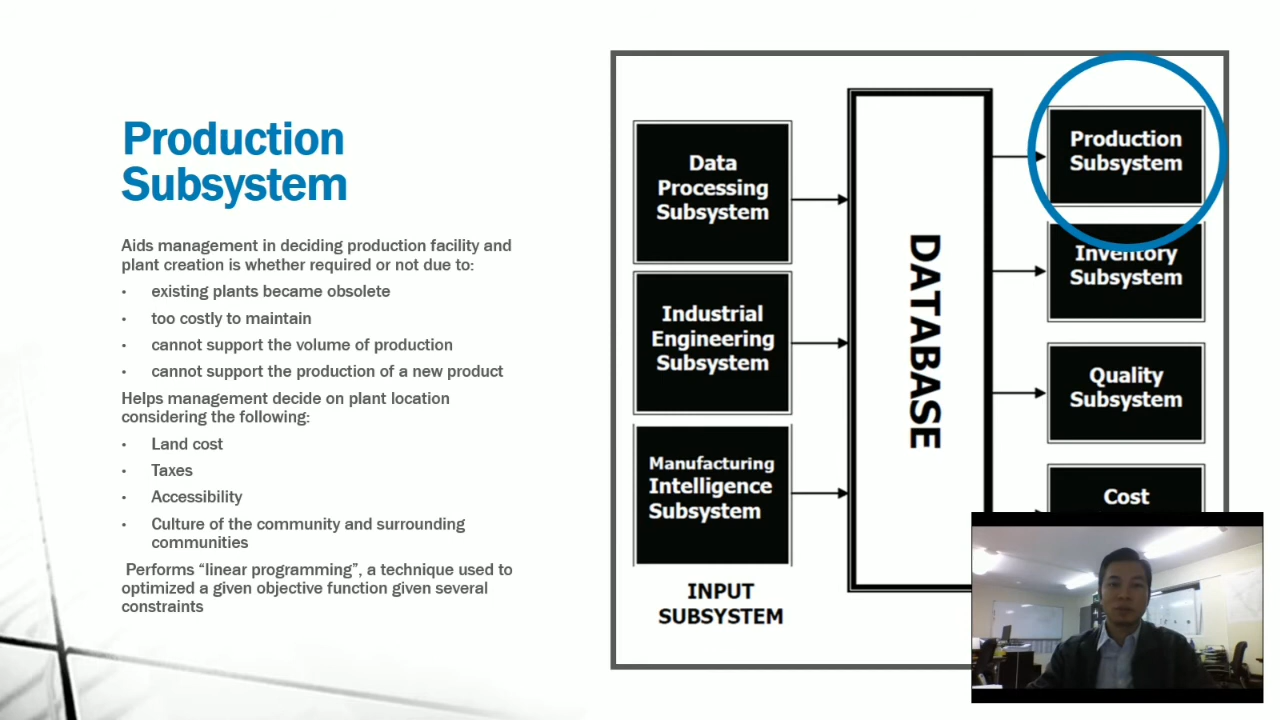 Production
Subsystem
Aids management in deciding production facility and
plant creation is whether required or not due to:
• existing plants became obsolete
• too costly to maintain
• cannot support the volume of production
• cannot support the production of a new product
Helps management decide on plant location
considering the following:
• Land cost
• Taxes
• Accessibility
• Culture of the community and surrounding
communities
Performs “linear programming”, a technique used to
optimized a given objective function given several
constraints
Data
Processing
Subsystem
Industrial
Engineering
Subsystem
Manufacturing
Intelligence
Subsystem
INPUT
SUBSYSTEM
DATABASE
Production
Subsystem
Inventory
Subsystem
Quality
Subsystem
Cost